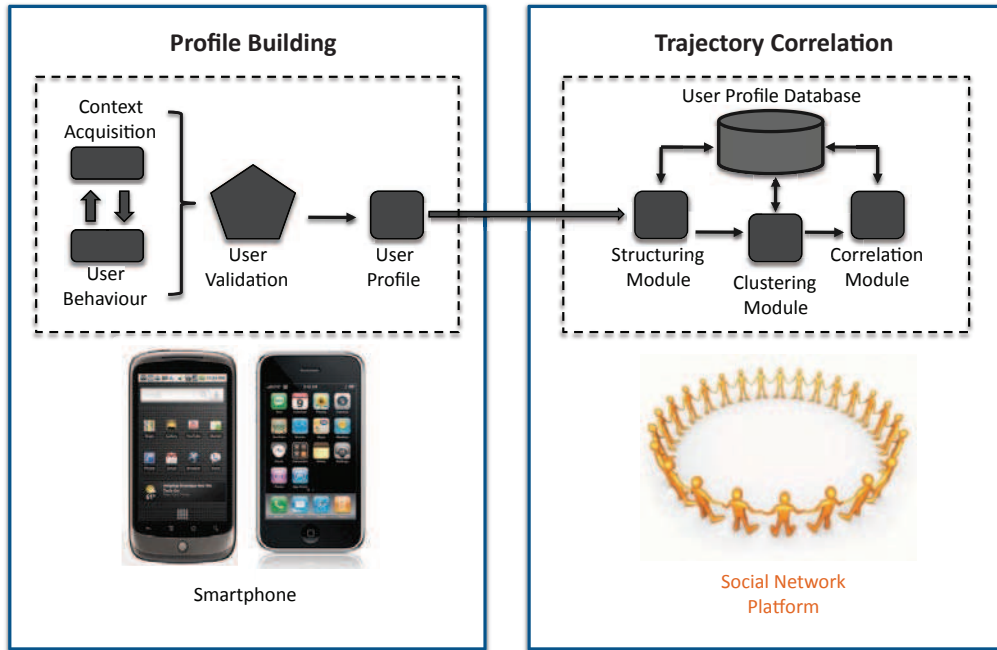 Profile Building
Context
Acquisition
User
Behaviour
User
Validation
User
Profile
Smartphone
Trajectory Correlation
User Profile Database
Structuring
Module
Clustering
Module
Correlation
Module
Social Network
Platform